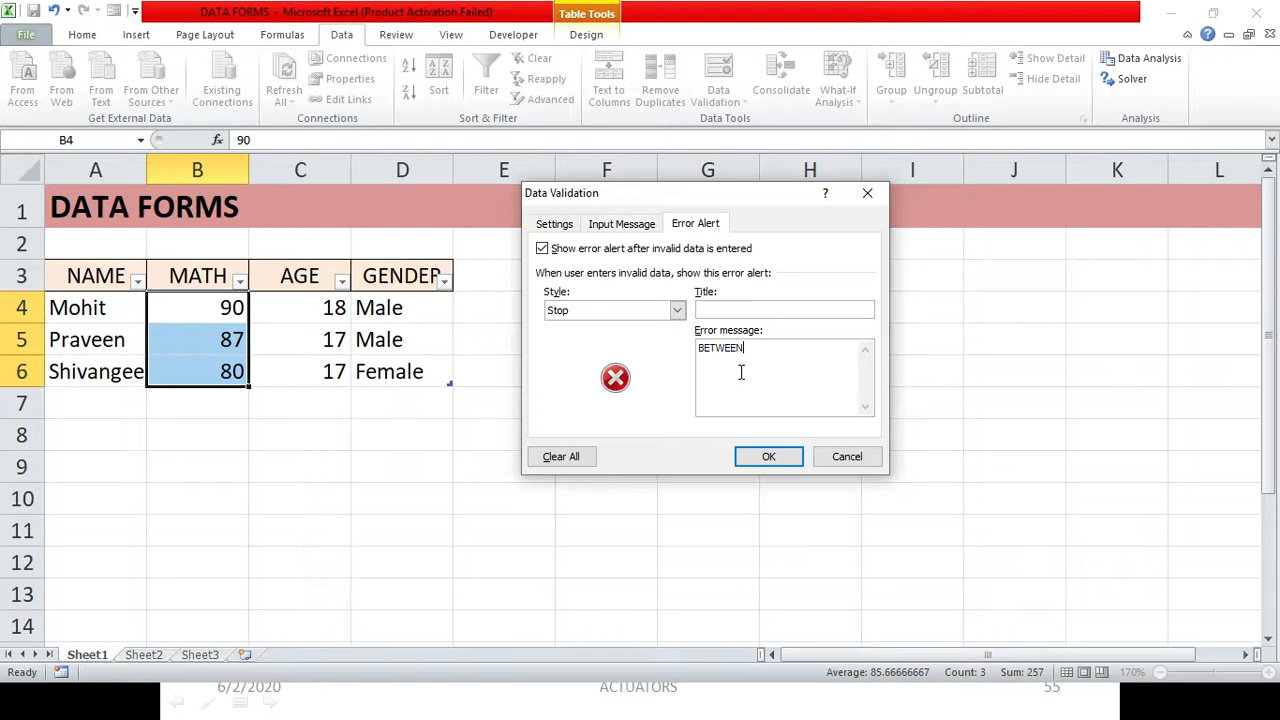 DATA FORMS - Microsoft Excel (Product Activation Failed)
Table Tools
File Home Insert Page Layout Formulas Data Review View Developer Design
From Access
From Web
From Text
From Other Sources
Existing Connections
Get External Data
Refresh All
Connections
Properties
Edit Links
Connections
Sort
Filter
Clear
Reapply
Advanced
Sort & Filter
Text to Columns
Remove Duplicates
Data Validation
Consolidate
What-If Analysis
Data Tools
Group
Ungroup
Subtotal
Show Detail
Hide Detail
Outline
Data Analysis
Solver
Analysis
B4 fx 90
A B C D E F G H I J K L
1 DATA FORMS
2
3 NAME MATH AGE GENDER
4 Mohit 90 18 Male
5 Praveen 87 17 Male
6 Shivangee 80 17 Female
7
8
9
10
11
12
13
14
Data Validation ?
Settings Input Message Error Alert
Show error alert after invalid data is entered
When user enters invalid data, show this error alert:
Style: Title:
Stop
Error message:
BETWEEN
Clear All OK Cancel
Sheet1 Sheet2 Sheet3
Ready Average: 85.66666667 Count: 3 Sum: 257 170%
6/2/2020 ACTUATORS 55